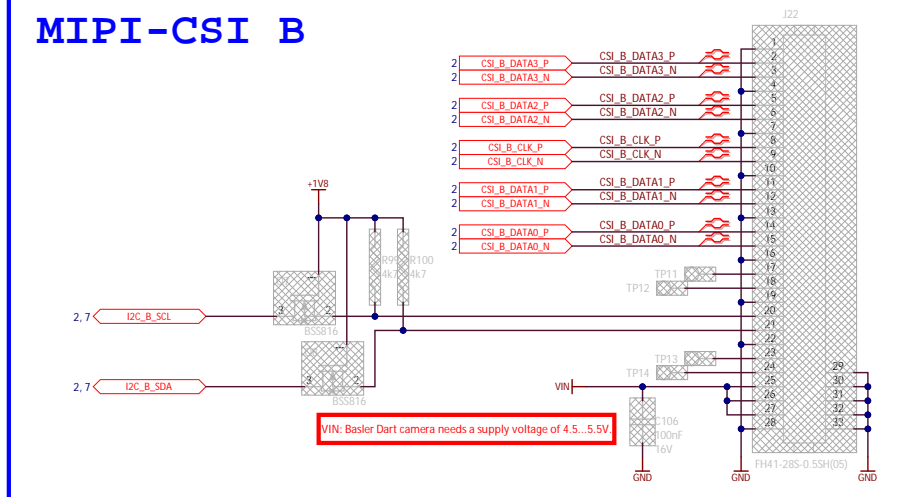 MIPI-CSI B
J22
2 CSI_B_DATA3_P CSI_B_DATA3_P
2 CSI_B_DATA3_N CSI_B_DATA3_N
2 CSI_B_DATA2_P CSI_B_DATA2_P
2 CSI_B_DATA2_N CSI_B_DATA2_N
2 CSI_B_CLK_P CSI_B_CLK_P
2 CSI_B_CLK_N CSI_B_CLK_N
2 CSI_B_DATA1_P CSI_B_DATA1_P
2 CSI_B_DATA1_N CSI_B_DATA1_N
2 CSI_B_DATA0_P CSI_B_DATA0_P
2 CSI_B_DATA0_N CSI_B_DATA0_N
1
2
3
4
5
6
7
8
9
10
11
12
13
14
15
16
17
18
19
20
21
22
23
24
25
26
27
28
29
30
31
32
33
+1V8
R99 R100
4k7 4k7
TP11
TP12
2, 7 I2C_B_SCL
3 2
1
BSS816
2, 7 I2C_B_SDA
3 2
BSS816
TP13
TP14
VIN
VIN: Basler Dart camera needs a supply voltage of 4.5...5.5V.
C106
100nF
16V
GND
GND
GND
FH41-28S-0.5SH(05)